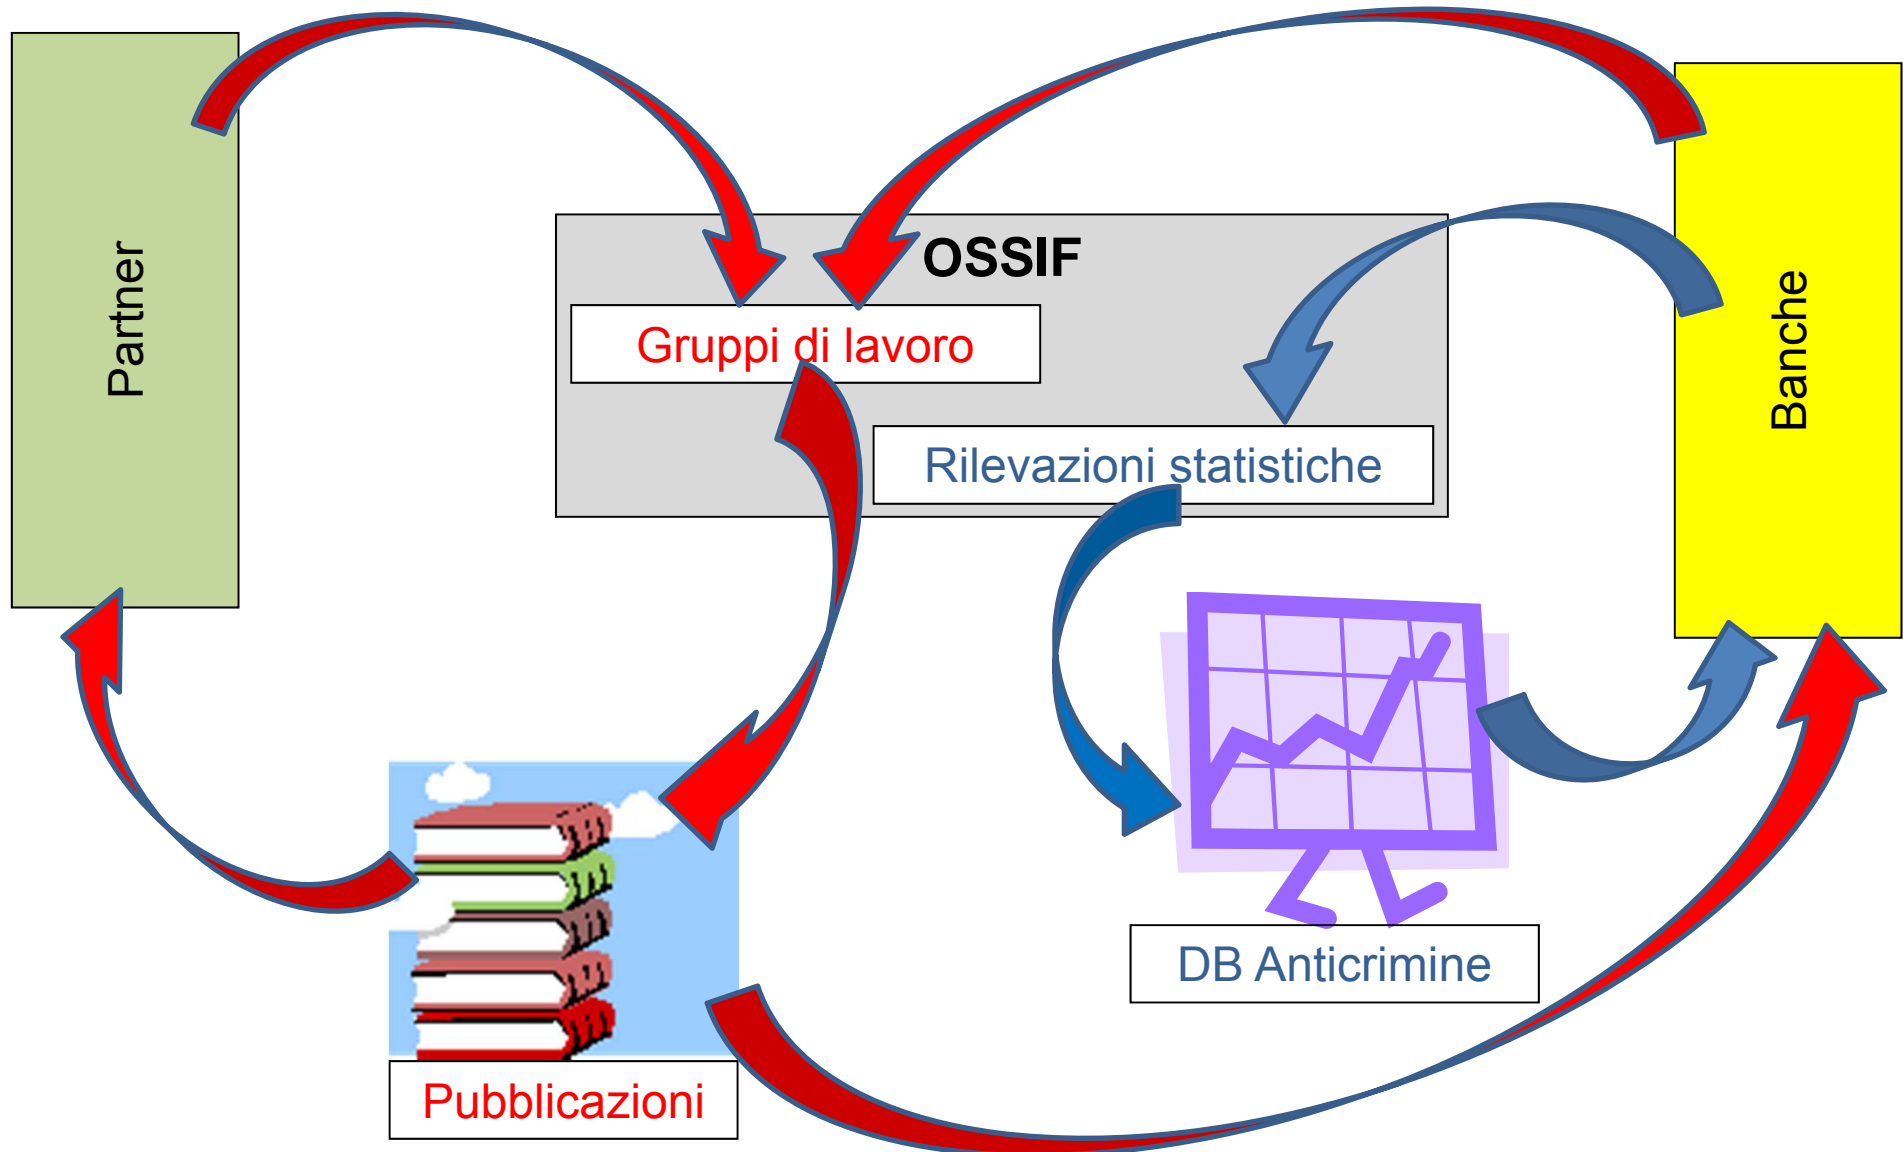 Partner
OSSIF
Gruppi di lavoro
Rilevazioni statistiche
Banche
DB Anticrimine
Pubblicazioni